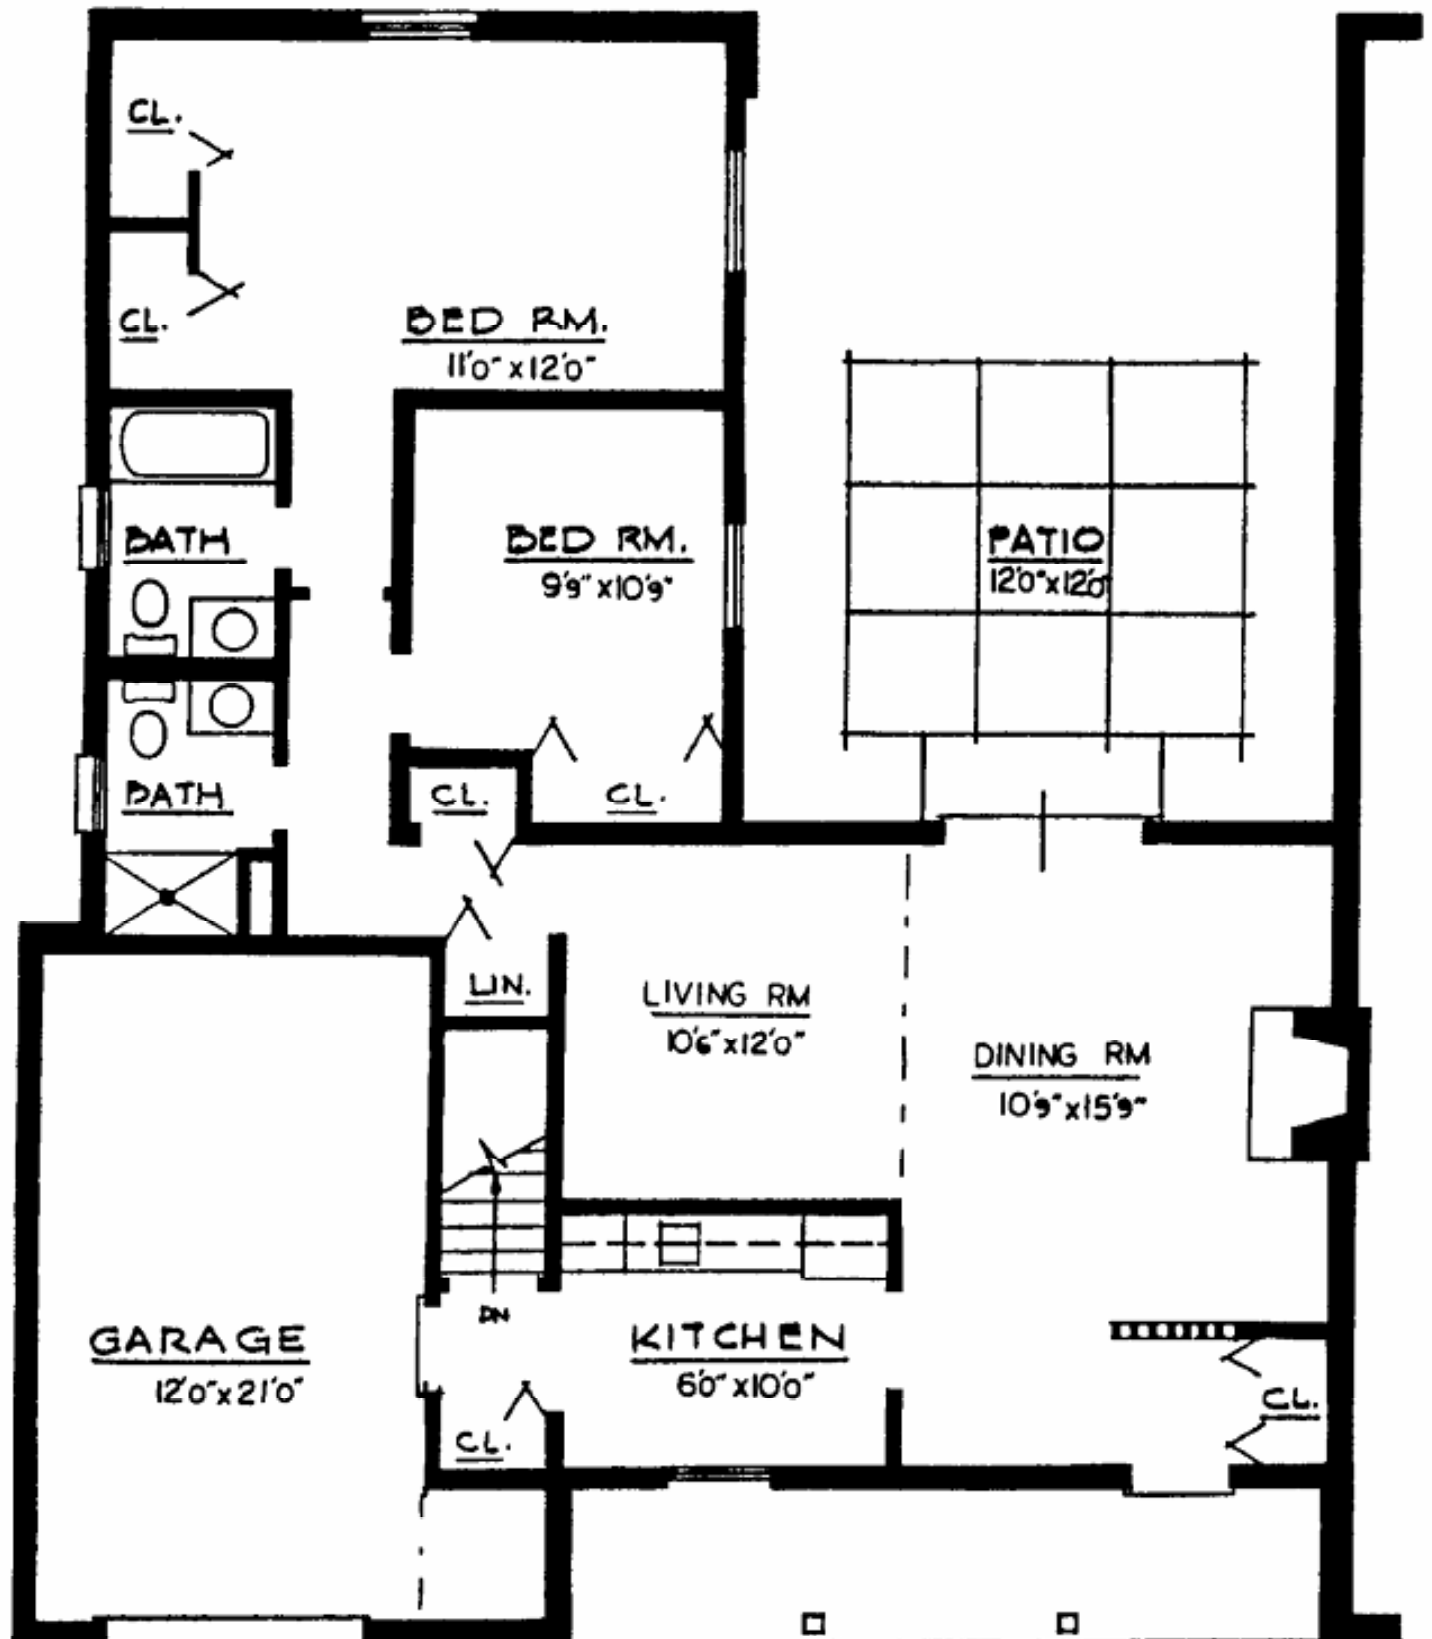 CL.
CL.
BED RM.
11'0" x 12'0"
BATH
BED RM.
9'9" x 10'9"
PATIO
12'0" x 12'0"
BATH
CL.
CL.
LIN.
LIVING RM
10'6" x 12'0"
DINING RM
10'9" x 15'9"
DN
GARAGE
12'0" x 21'0"
KITCHEN
6'0" x 10'0"
CL.
CL.